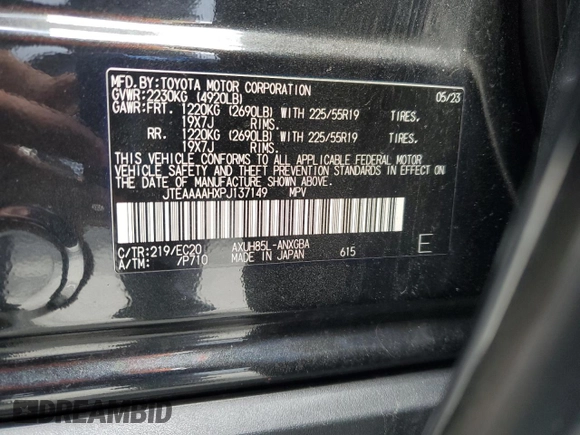 MFD.BY:TOYOTA MOTOR CORPORATION 05/23
GVWR:2230KG (4920LB)
GAWR:FRT. 1220KG (2690LB) WITH 225/55R19 TIRES,
19X7J RIMS.
RR. 1220KG (2690LB) WITH 225/55R19 TIRES,
19X7J RIMS.
THIS VEHICLE CONFORMS TO ALL APPLICABLE FEDERAL MOTOR
VEHICLE SAFETY AND THEFT PREVENTION STANDARDS IN EFFECT ON
THE DATE OF MANUFACTURE SHOWN ABOVE.
JTEAAAAHXPJ137149 MPV
C/TR:219/EC20 AXUH85L-ANXGBA
A/TM: /P710 MADE IN JAPAN 615 E
DREAMBID